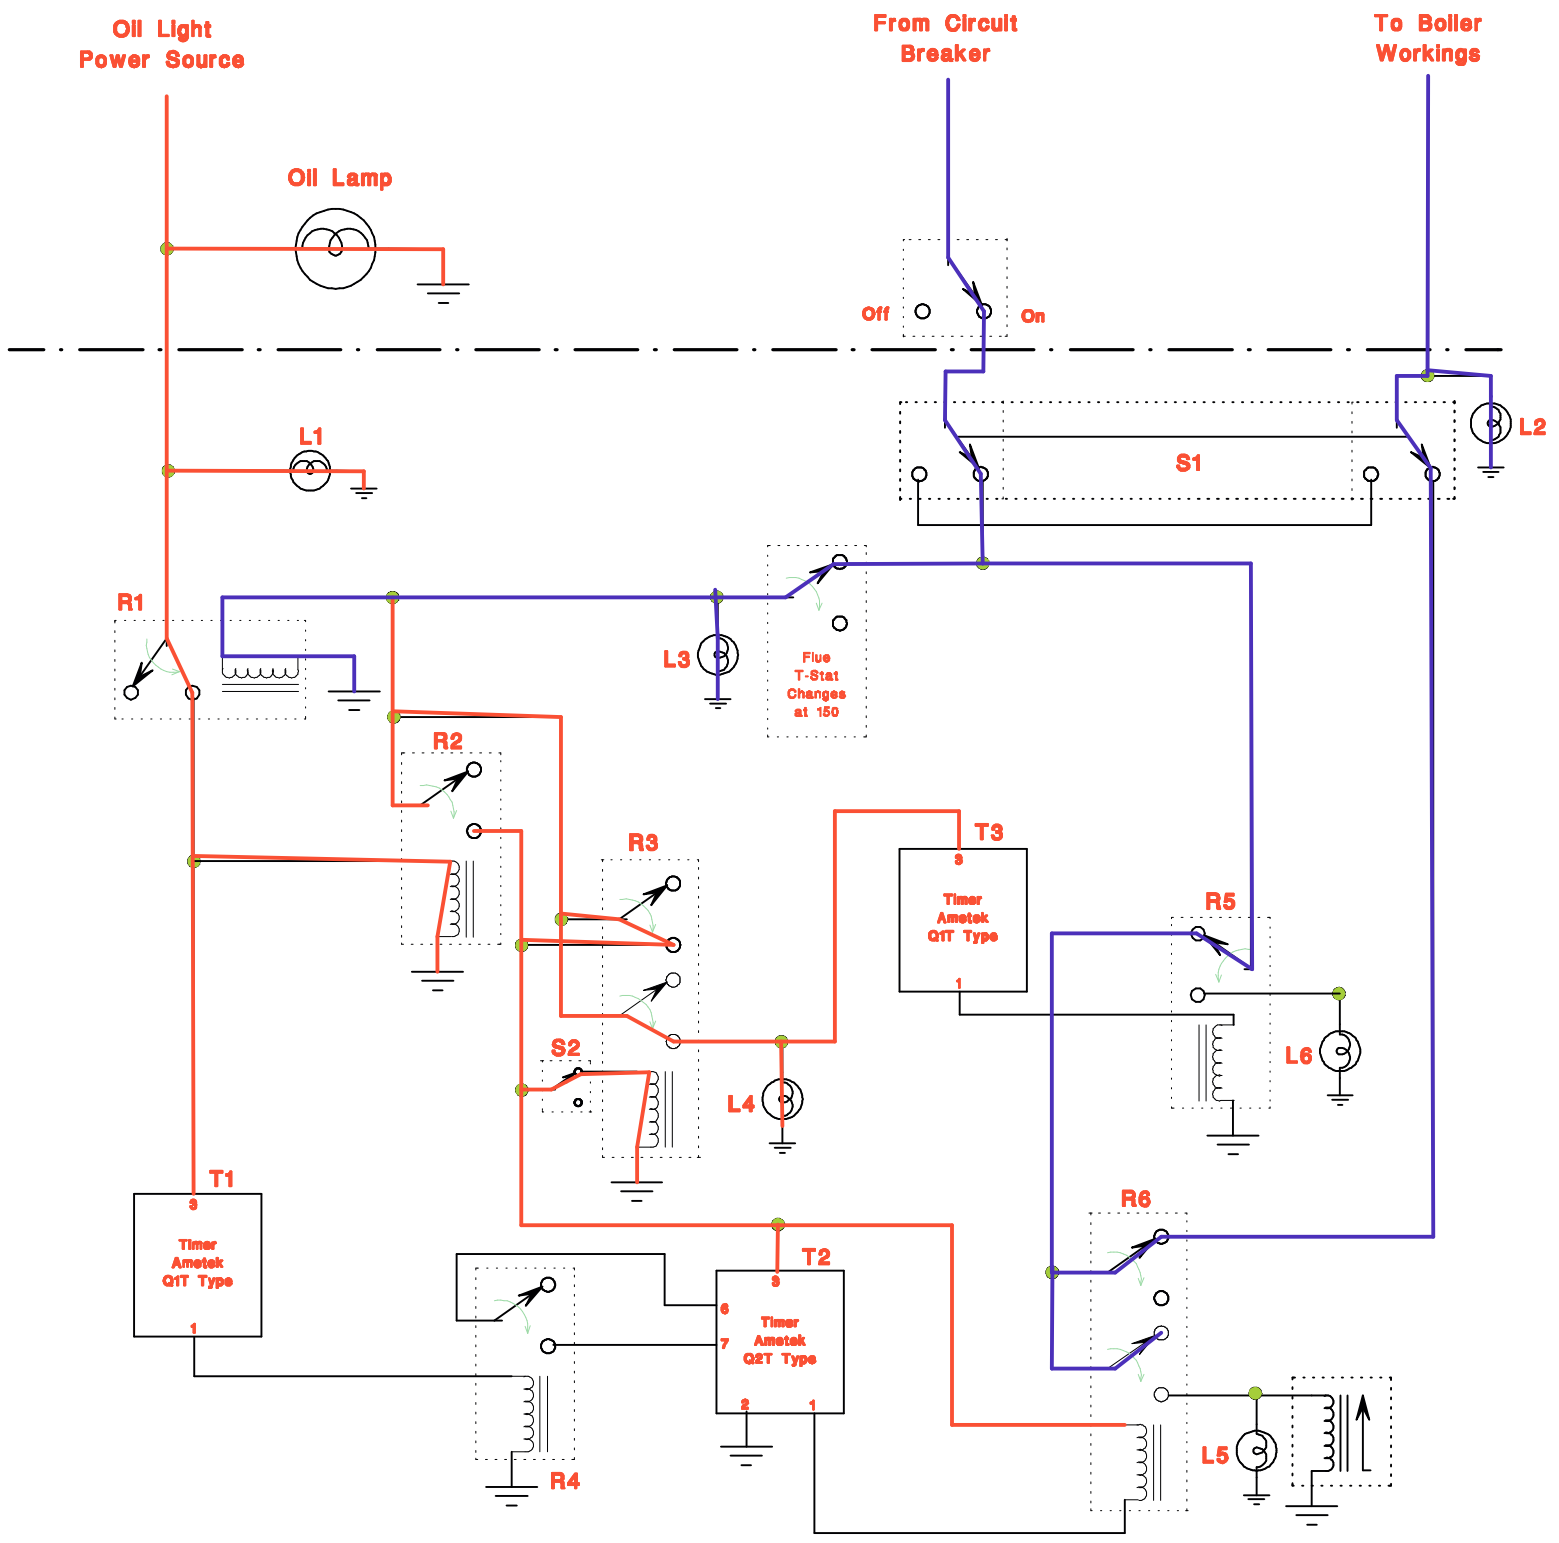 Oil Light
Power Source
From Circuit
Breaker
To Boiler
Workings
Oil Lamp
Off
On
L1
L2
S1
R1
L3
Flue
T-Stat
Changes
at 150
R2
R3
T3
3
Timer
Ametek
Q1T Type
1
R5
S2
L6
L4
T1
3
Timer
Ametek
Q1T Type
1
R6
T2
3
6
Timer
Ametek
Q2T Type
7
2
1
L5
R4